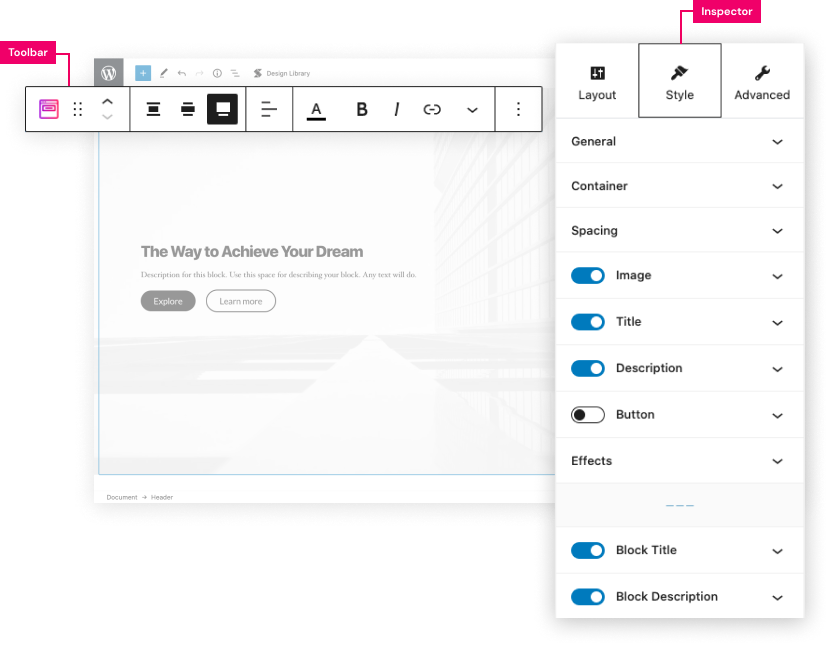 Inspector
Toolbar
Design Library
A B I
Layout Style Advanced
General
Container
Spacing
Image
Title
Description
Button
Effects
Block Title
Block Description
The Way to Achieve Your Dream
Description for this block. Use this space for describing your block. Any text will do.
Explore Learn more
Document → Header